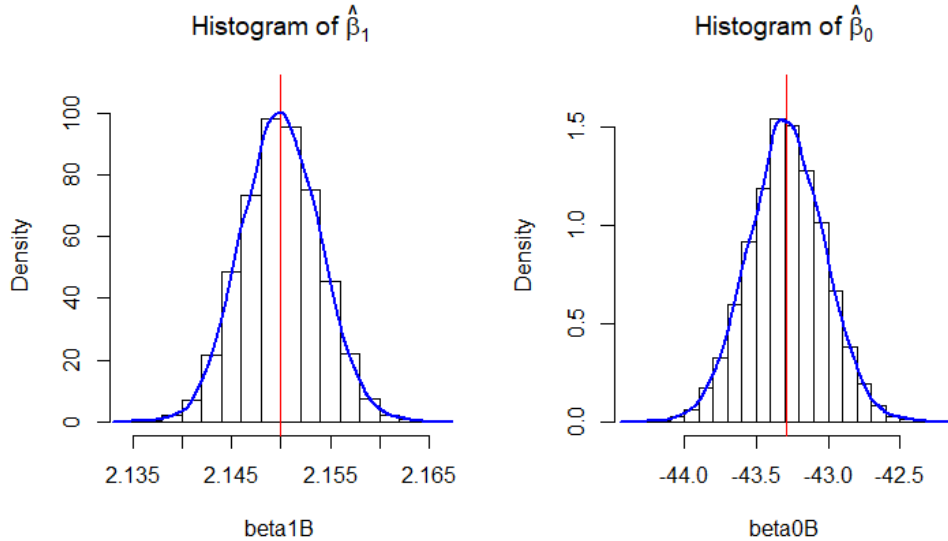 Histogram of β̂₁
Density
0 20 40 60 80 100
2.135 2.145 2.155 2.165
beta1B
Histogram of β̂₀
Density
0.0 0.5 1.0 1.5
-44.0 -43.5 -43.0 -42.5
beta0B